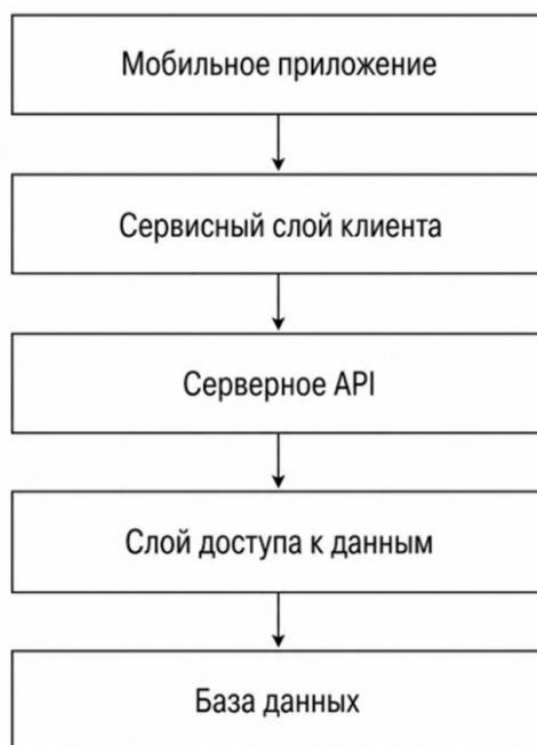 Мобильное приложение
Сервисный слой клиента
Серверное API
Слой доступа к данным
База данных